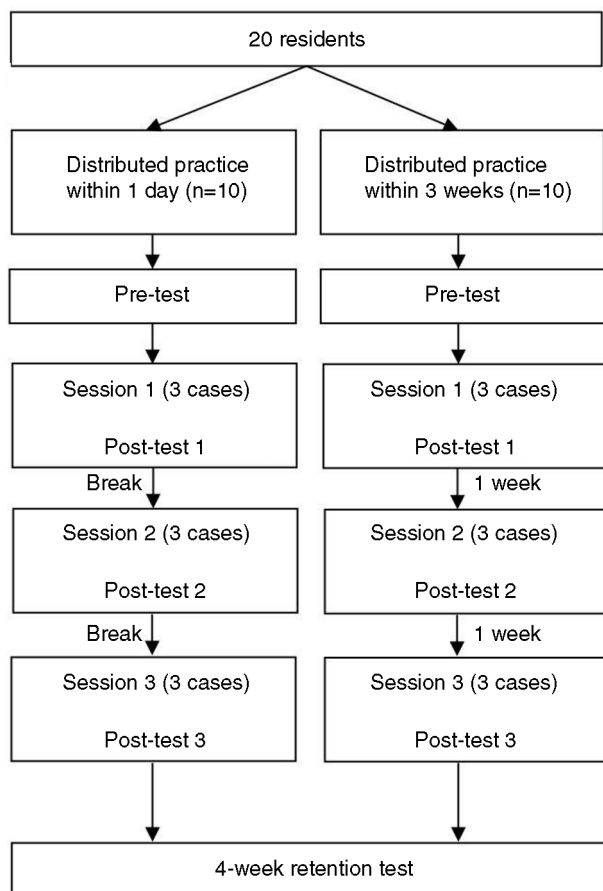 20 residents
Distributed practice
within 1 day (n=10)
Distributed practice
within 3 weeks (n=10)
Pre-test
Pre-test
Session 1 (3 cases)
Post-test 1
Session 1 (3 cases)
Post-test 1
Break
1 week
Session 2 (3 cases)
Post-test 2
Session 2 (3 cases)
Post-test 2
Break
1 week
Session 3 (3 cases)
Post-test 3
Session 3 (3 cases)
Post-test 3
4-week retention test